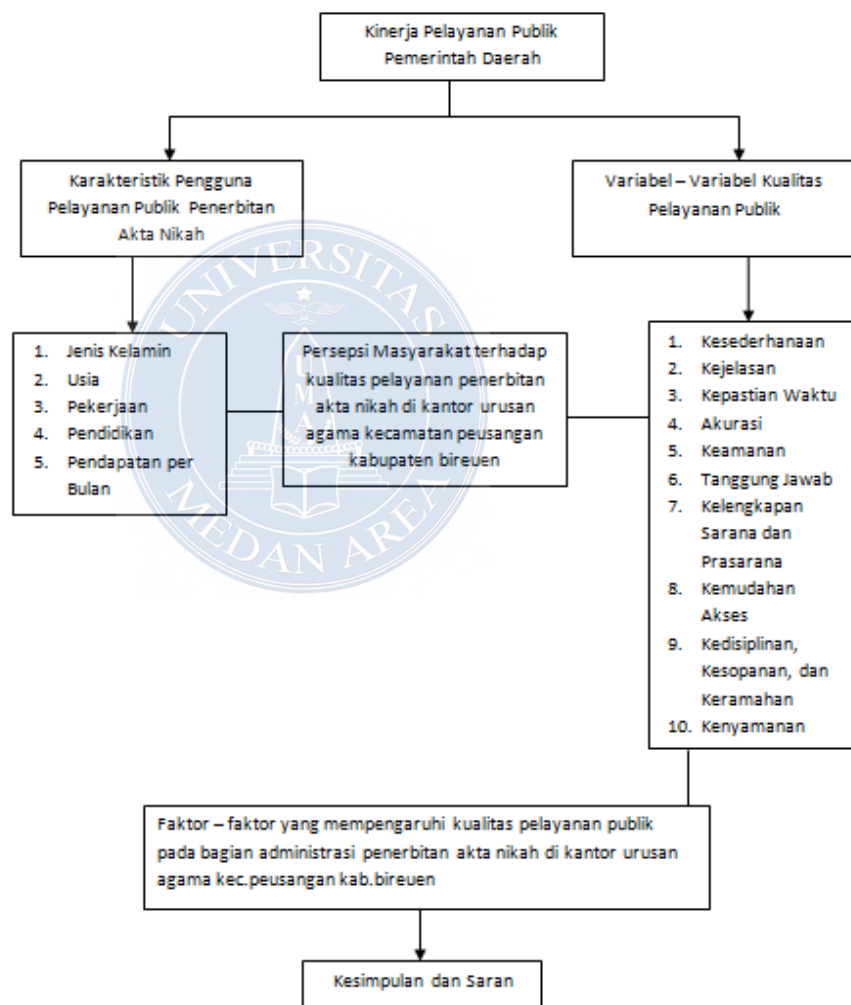 Kinerja Pelayanan Publik
Pemerintah Daerah
Karakteristik Pengguna
Pelayanan Publik Penerbitan
Akta Nikah
Variabel – Variabel Kualitas
Pelayanan Publik
UNIVERSITAS
MEDAN AREA
UMA
1. Jenis Kelamin
2. Usia
3. Pekerjaan
4. Pendidikan
5. Pendapatan per
Bulan
Persepsi Masyarakat terhadap
kualitas pelayanan penerbitan
akta nikah di kantor urusan
agama kecamatan peusangan
kabupaten bireuen
1. Kesederhanaan
2. Kejelasan
3. Kepastian Waktu
4. Akurasi
5. Keamanan
6. Tanggung Jawab
7. Kelengkapan
Sarana dan
Prasarana
8. Kemudahan
Akses
9. Kedisiplinan,
Kesopanan, dan
Keramahan
10. Kenyamanan
Faktor – faktor yang mempengaruhi kualitas pelayanan publik
pada bagian administrasi penerbitan akta nikah di kantor urusan
agama kec.peusangan kab.bireuen
Kesimpulan dan Saran